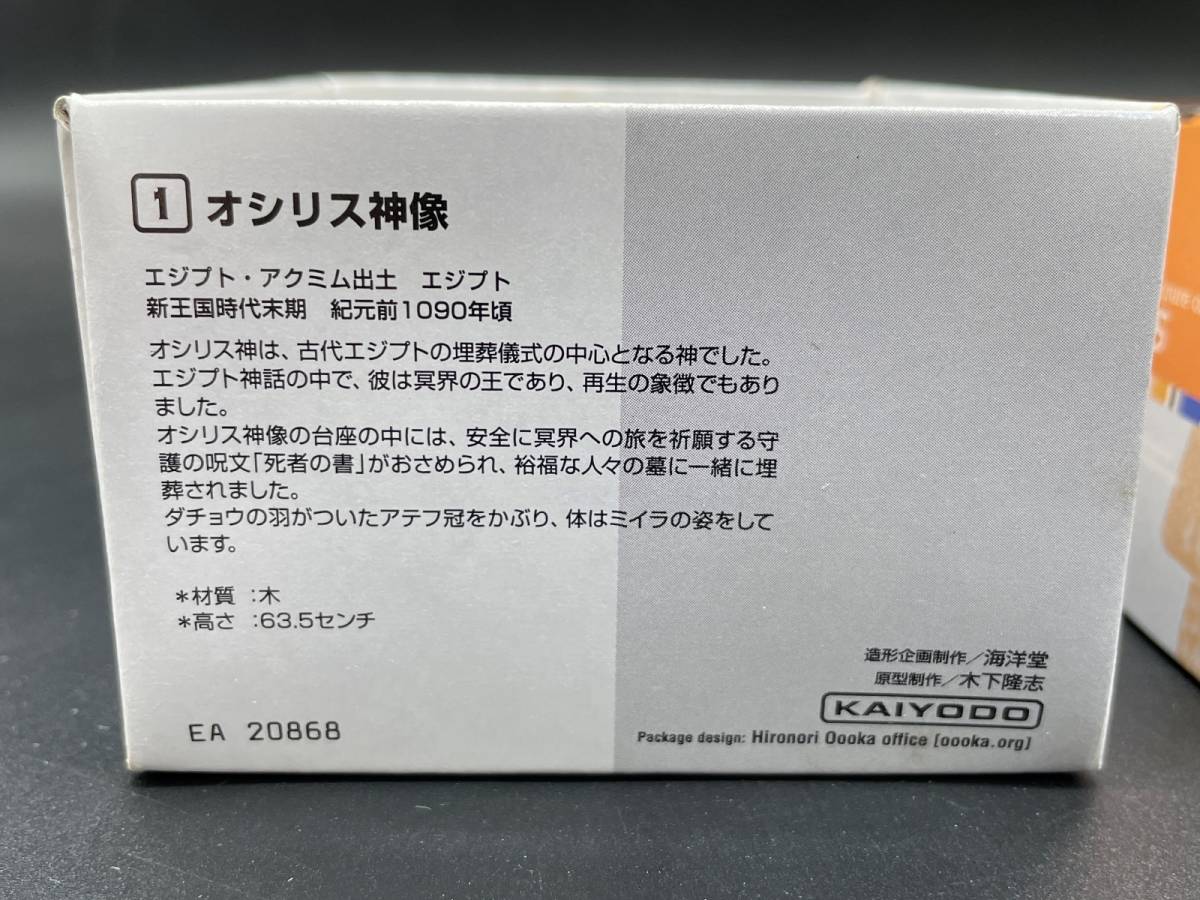 1 オシリス神像
エジプト・アクミム出土　エジプト
新王国時代末期　紀元前1090年頃
オシリス神は、古代エジプトの埋葬儀式の中心となる神でした。
エジプト神話の中で、彼は冥界の王であり、再生の象徴でもあり
ました。
オシリス神像の台座の中には、安全に冥界への旅を祈願する守
護の呪文「死者の書」がおさめられ、裕福な人々の墓に一緒に埋
葬されました。
ダチョウの羽がついたアテフ冠をかぶり、体はミイラの姿をして
います。
*材質 :木
*高さ :63.5センチ
造形企画制作/海洋堂
原型制作/木下隆志
KAIYODO
EA 20868
Package design: Hironori Oooka office [oooka.org]